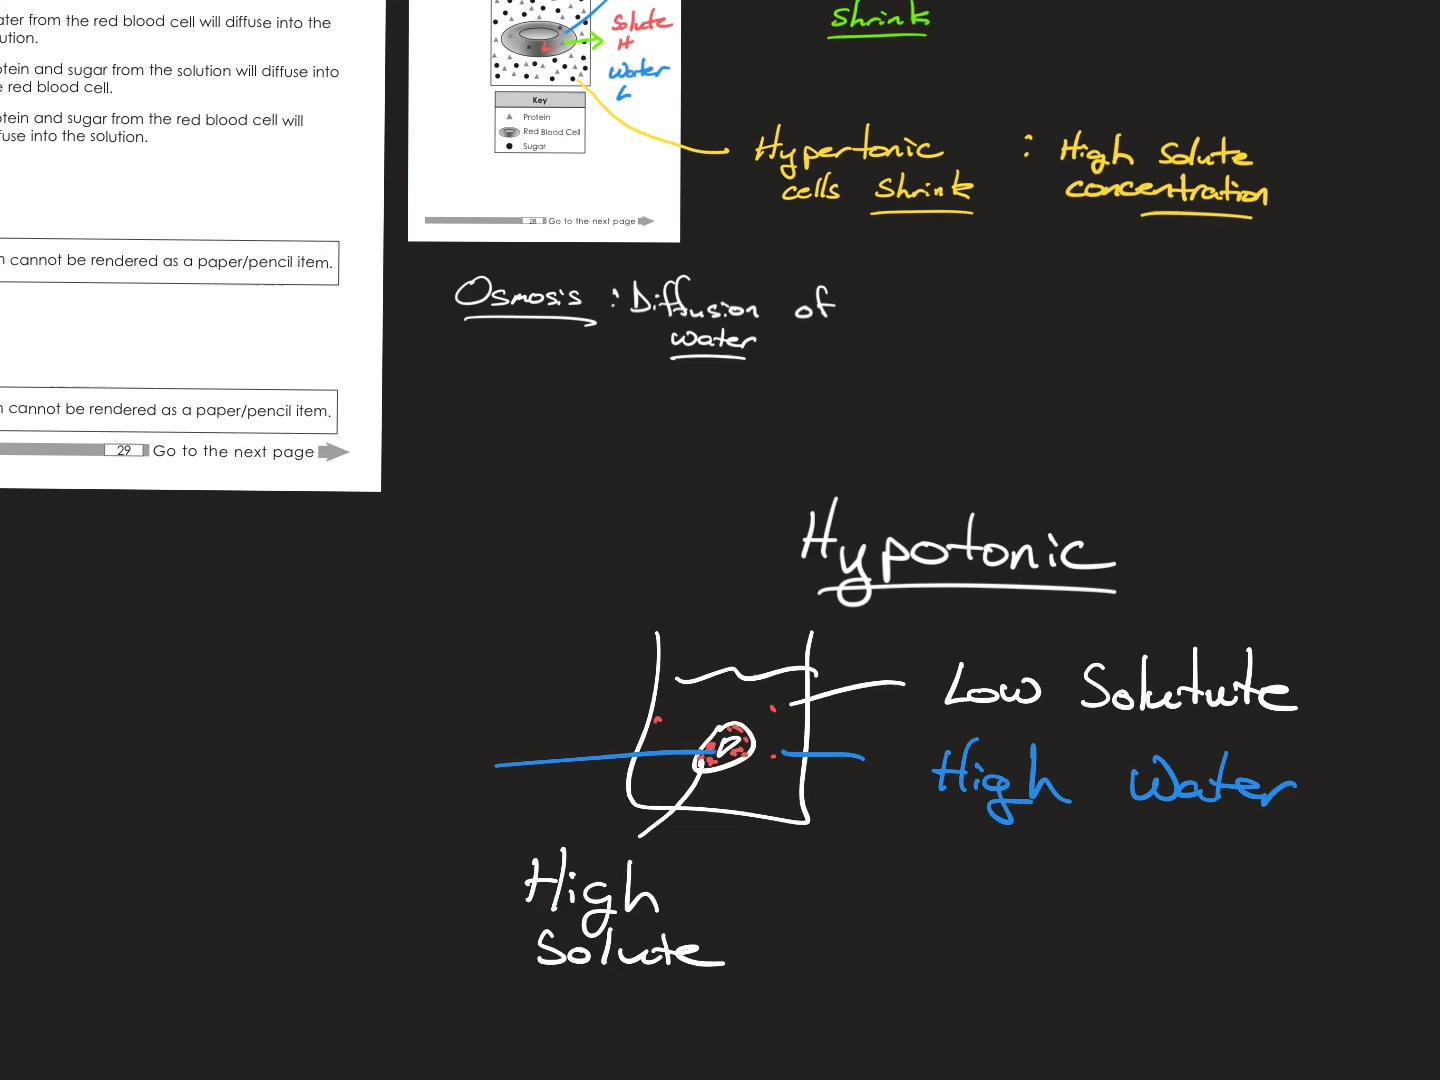 ater from the red blood cell will diffuse into the
ution.
otein and sugar from the solution will diffuse into
e red blood cell.
otein and sugar from the red blood cell will
fuse into the solution.
n cannot be rendered as a paper/pencil item.
n cannot be rendered as a paper/pencil item.
29 Go to the next page
Solute
H
Water
L
L
Key
Protein
Red Blood Cell
Sugar
28 Go to the next page
shrink
Hypertonic : High Solute
cells shrink concentration
Osmosis : Diffusion of
water
Hypotonic
Low Solutute
High Water
High
Solute